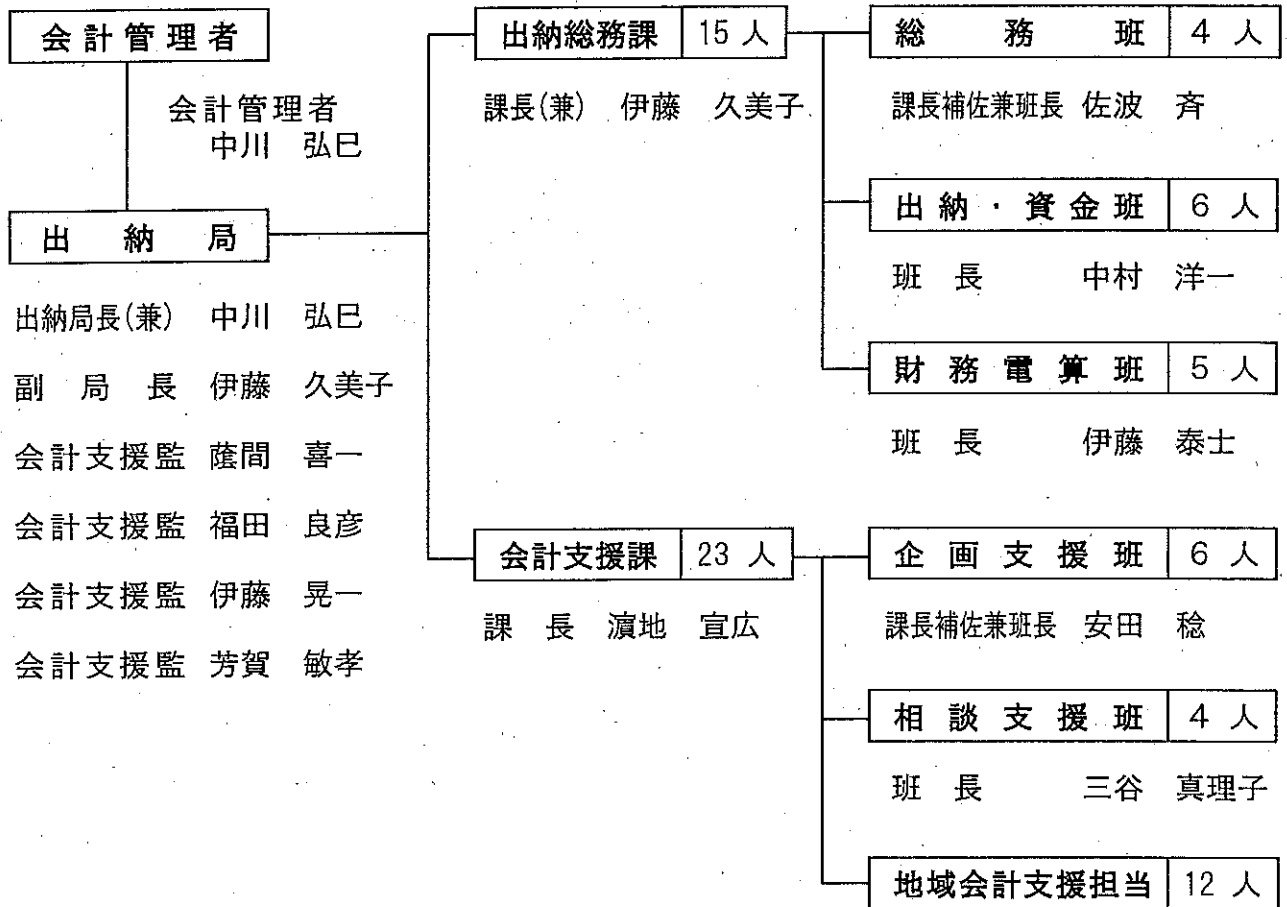 会計管理者
会計管理者
中川 弘巳
出納局
出納局長(兼) 中川 弘巳
副局長 伊藤 久美子
会計支援監 蔭間 喜一
会計支援監 福田 良彦
会計支援監 伊藤 晃一
会計支援監 芳賀 敏孝
出納総務課 15人
課長(兼) 伊藤 久美子
総務班 4人
課長補佐兼班長 佐波 斉
出納・資金班 6人
班長 中村 洋一
財務電算班 5人
班長 伊藤 泰士
会計支援課 23人
課長 濵地 宣広
企画支援班 6人
課長補佐兼班長 安田 稔
相談支援班 4人
班長 三谷 真理子
地域会計支援担当 12人